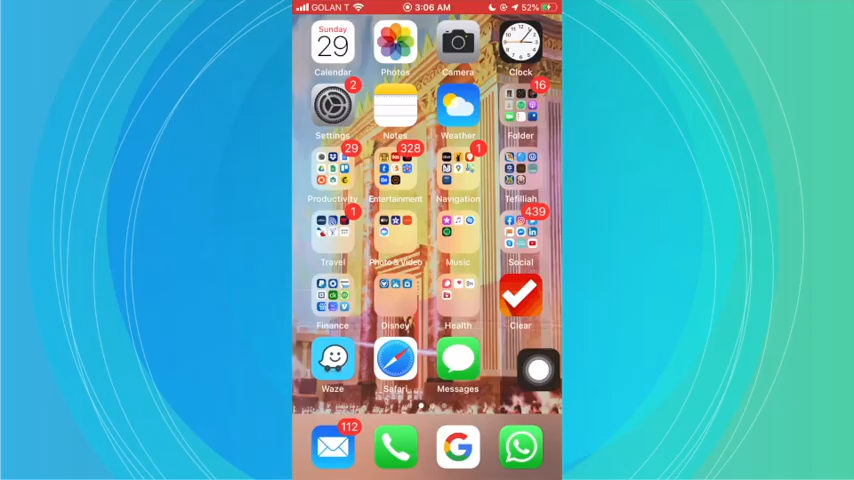 GOLAN T 3:06 AM 52%
Sunday
29
Calendar Photos Camera Clock
2 16
Settings Notes Weather Folder
29 328 1
Productivity Entertainment Navigation Tefillah
1 439
Travel Photo & Video Music Social
Finance Disney Health Clear
Waze Safari Messages
112